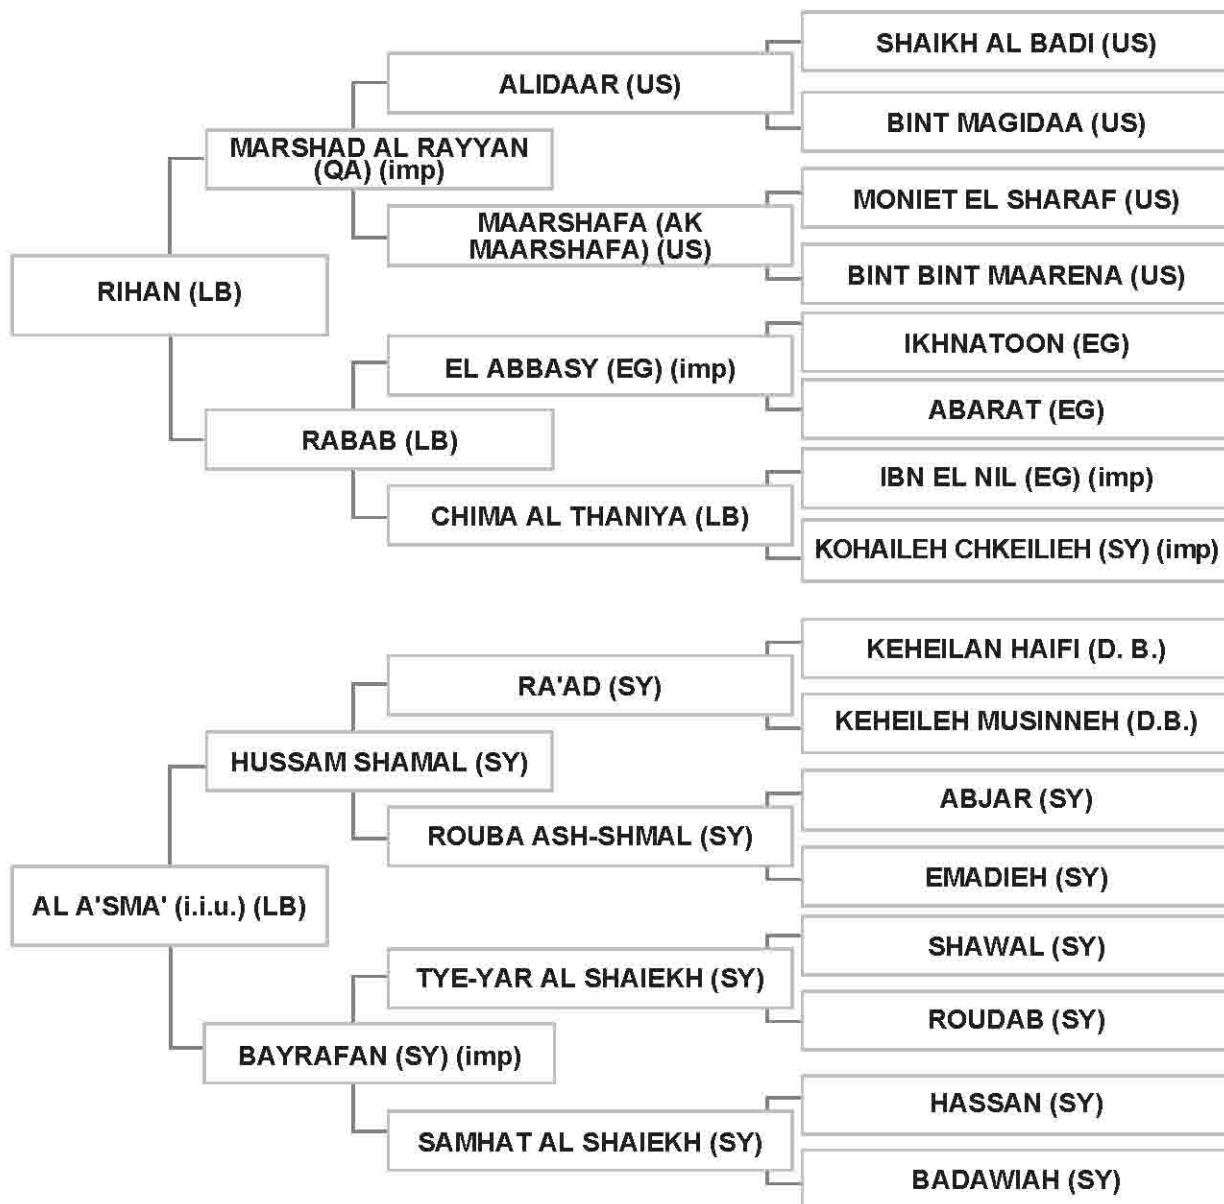 SHAIKH AL BADI (US)
ALIDAAR (US)
BINT MAGIDAA (US)
MARSHAD AL RAYYAN
(QA) (imp)
MONIET EL SHARAF (US)
MAARSHAFA (AK
MAARSHAFA) (US)
BINT BINT MAARENA (US)
RIHAN (LB)
IKHNATOON (EG)
EL ABBASY (EG) (imp)
ABARAT (EG)
RABAB (LB)
IBN EL NIL (EG) (imp)
CHIMA AL THANIYA (LB)
KOHAILEH CHKEILIEH (SY) (imp)
KEHEILAN HAIFI (D. B.)
RA'AD (SY)
KEHEILEH MUSINNEH (D.B.)
HUSSAM SHAMAL (SY)
ABJAR (SY)
ROUBA ASH-SHMAL (SY)
EMADIEH (SY)
AL A'SMA' (i.i.u.) (LB)
SHAWAL (SY)
TYE-YAR AL SHAIEKH (SY)
ROUDAB (SY)
BAYRAFAN (SY) (imp)
HASSAN (SY)
SAMHAT AL SHAIEKH (SY)
BADAWIAH (SY)